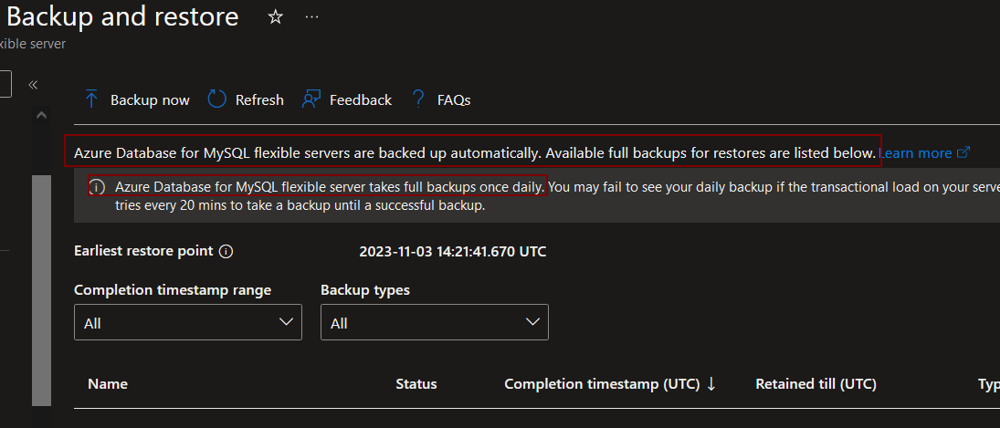 Backup and restore
xible server
Backup now Refresh Feedback FAQs
Azure Database for MySQL flexible servers are backed up automatically. Available full backups for restores are listed below. Learn more
Azure Database for MySQL flexible server takes full backups once daily. You may fail to see your daily backup if the transactional load on your serve
tries every 20 mins to take a backup until a successful backup.
Earliest restore point 2023-11-03 14:21:41.670 UTC
Completion timestamp range Backup types
All All
Name Status Completion timestamp (UTC) ↓ Retained till (UTC) Typ